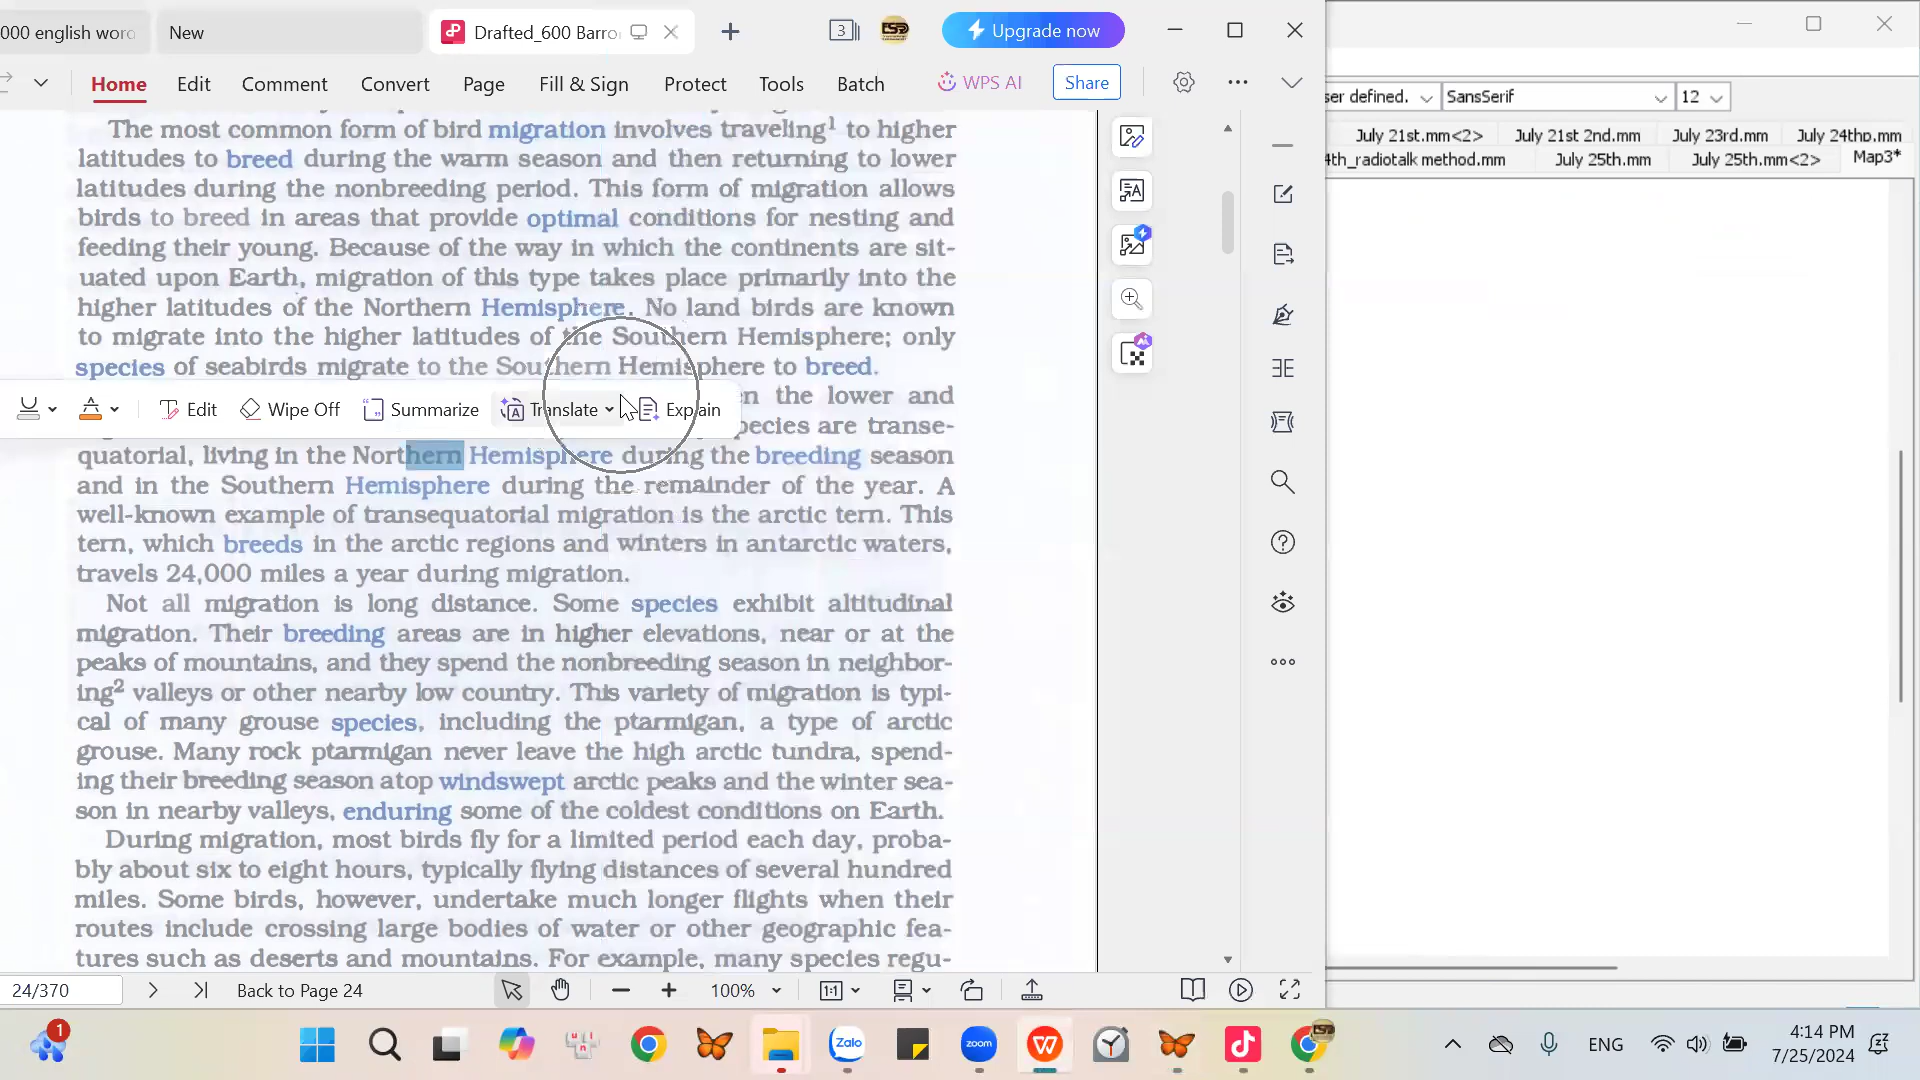 000 english word
New
Drafted_600 Barro
3
Upgrade now
Home
Edit
Comment
Convert
Page
Fill & Sign
Protect
Tools
Batch
WPS AI
Share
ser defined.
SansSerif
12
July 21st.mm<2>
July 21st 2nd.mm
July 23rd.mm
July 24thp.mm
4th_radiotalk method.mm
July 25th.mm
July 25th.mm<2>
Map3*
The most common form of bird migration involves traveling¹ to higher
latitudes to breed during the warm season and then returning to lower
latitudes during the nonbreeding period. This form of migration allows
birds to breed in areas that provide optimal conditions for nesting and
feeding their young. Because of the way in which the continents are sit-
uated upon Earth, migration of this type takes place primarily into the
higher latitudes of the Northern Hemisphere. No land birds are known
to migrate into the higher latitudes of the Southern Hemisphere; only
species of seabirds migrate to the Southern Hemisphere to breed.
n the lower and
Edit
Wipe Off
Summarize
Translate
Explain
pecies are transe-
quatorial, living in the Northern Hemisphere during the breeding season
and in the Southern Hemisphere during the remainder of the year. A
well-known example of transequatorial migration is the arctic tern. This
tern, which breeds in the arctic regions and winters in antarctic waters,
travels 24,000 miles a year during migration.
Not all migration is long distance. Some species exhibit altitudinal
migration. Their breeding areas are in higher elevations, near or at the
peaks of mountains, and they spend the nonbreeding season in neighbor-
ing² valleys or other nearby low country. This variety of migration is typi-
cal of many grouse species, including the ptarmigan, a type of arctic
grouse. Many rock ptarmigan never leave the high arctic tundra, spend-
ing their breeding season atop windswept arctic peaks and the winter sea-
son in nearby valleys, enduring some of the coldest conditions on Earth.
During migration, most birds fly for a limited period each day, proba-
bly about six to eight hours, typically flying distances of several hundred
miles. Some birds, however, undertake much longer flights when their
routes include crossing large bodies of water or other geographic fea-
tures such as deserts and mountains. For example, many species regu-
24/370
Back to Page 24
100%
1:1
1
Zalo
zoom
ENG
4:14 PM
7/25/2024